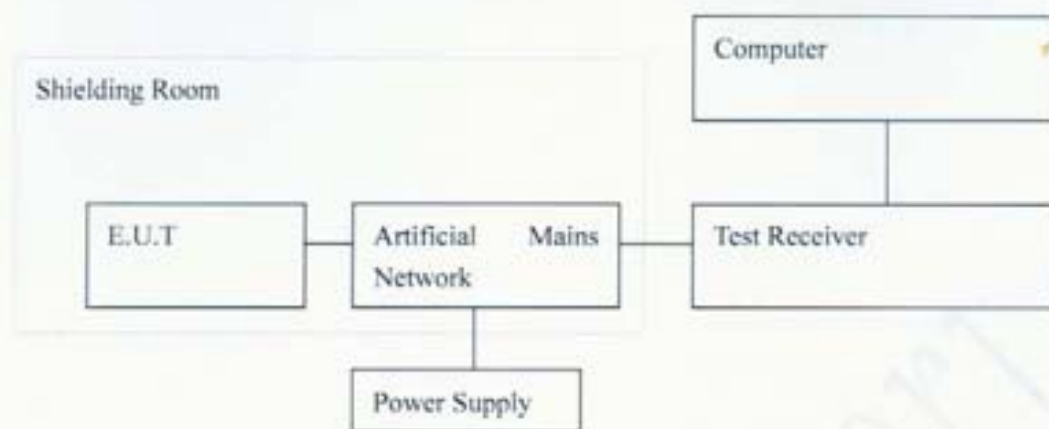 Computer
Shielding Room
E.U.T
Artificial Mains
Network
Test Receiver
Power Supply